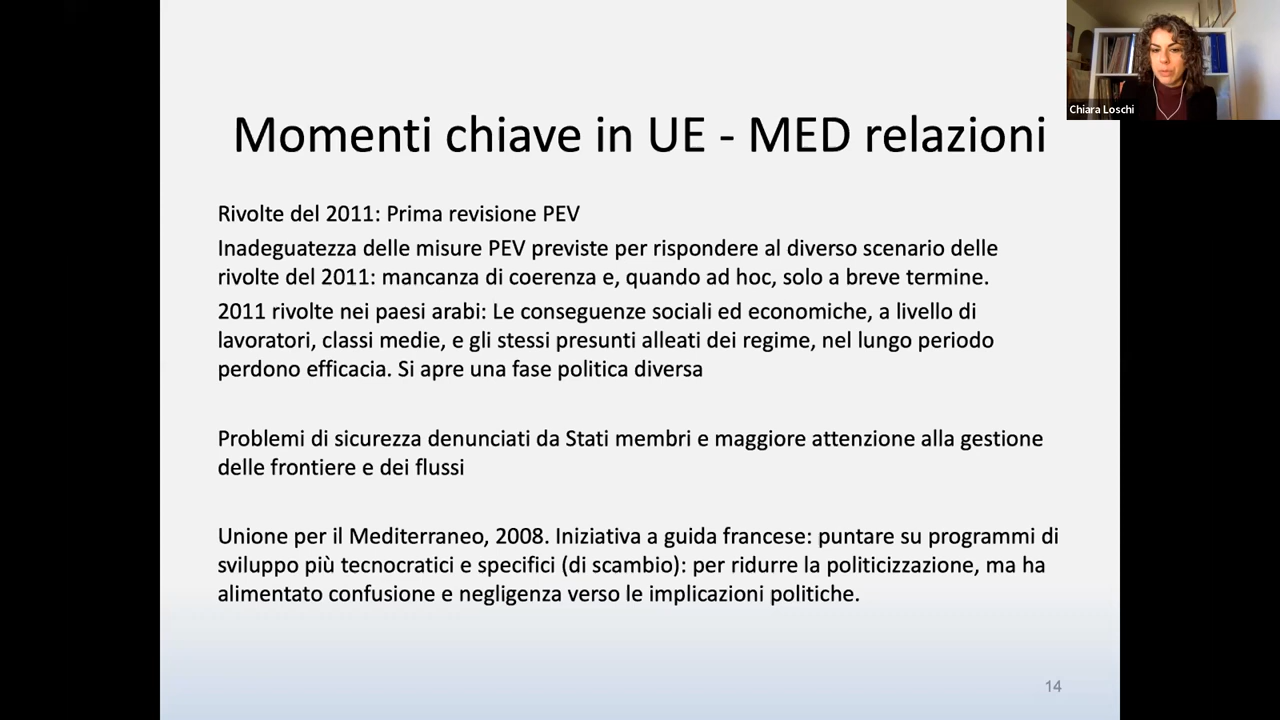 Chiara Loschi
Momenti chiave in UE - MED relazioni
Rivolte del 2011: Prima revisione PEV
Inadeguatezza delle misure PEV previste per rispondere al diverso scenario delle
rivolte del 2011: mancanza di coerenza e, quando ad hoc, solo a breve termine.
2011 rivolte nei paesi arabi: Le conseguenze sociali ed economiche, a livello di
lavoratori, classi medie, e gli stessi presunti alleati dei regime, nel lungo periodo
perdono efficacia. Si apre una fase politica diversa
Problemi di sicurezza denunciati da Stati membri e maggiore attenzione alla gestione
delle frontiere e dei flussi
Unione per il Mediterraneo, 2008. Iniziativa a guida francese: puntare su programmi di
sviluppo più tecnocratici e specifici (di scambio): per ridurre la politicizzazione, ma ha
alimentato confusione e negligenza verso le implicazioni politiche.
14